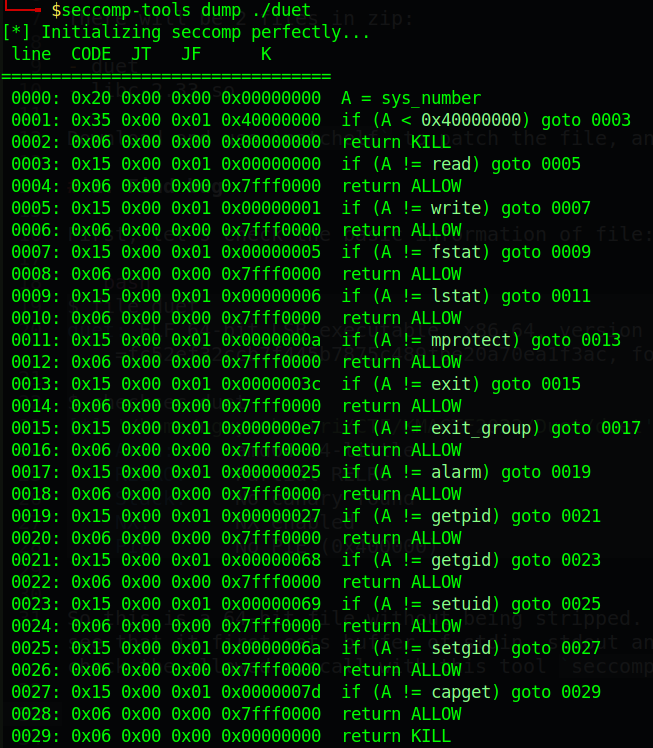 $seccomp-tools dump ./duet
[*] Initializing seccomp perfectly...
line CODE JT JF K
=================================
0000: 0x20 0x00 0x00 0x00000000 A = sys_number
0001: 0x35 0x00 0x01 0x40000000 if (A < 0x40000000) goto 0003
0002: 0x06 0x00 0x00 0x00000000 return KILL
0003: 0x15 0x00 0x01 0x00000000 if (A != read) goto 0005
0004: 0x06 0x00 0x00 0x7fff0000 return ALLOW
0005: 0x15 0x00 0x01 0x00000001 if (A != write) goto 0007
0006: 0x06 0x00 0x00 0x7fff0000 return ALLOW
0007: 0x15 0x00 0x01 0x00000005 if (A != fstat) goto 0009
0008: 0x06 0x00 0x00 0x7fff0000 return ALLOW
0009: 0x15 0x00 0x01 0x00000006 if (A != lstat) goto 0011
0010: 0x06 0x00 0x00 0x7fff0000 return ALLOW
0011: 0x15 0x00 0x01 0x0000000a if (A != mprotect) goto 0013
0012: 0x06 0x00 0x00 0x7fff0000 return ALLOW
0013: 0x15 0x00 0x01 0x0000003c if (A != exit) goto 0015
0014: 0x06 0x00 0x00 0x7fff0000 return ALLOW
0015: 0x15 0x00 0x01 0x000000e7 if (A != exit_group) goto 0017
0016: 0x06 0x00 0x00 0x7fff0000 return ALLOW
0017: 0x15 0x00 0x01 0x00000025 if (A != alarm) goto 0019
0018: 0x06 0x00 0x00 0x7fff0000 return ALLOW
0019: 0x15 0x00 0x01 0x00000027 if (A != getpid) goto 0021
0020: 0x06 0x00 0x00 0x7fff0000 return ALLOW
0021: 0x15 0x00 0x01 0x00000068 if (A != getgid) goto 0023
0022: 0x06 0x00 0x00 0x7fff0000 return ALLOW
0023: 0x15 0x00 0x01 0x00000069 if (A != setuid) goto 0025
0024: 0x06 0x00 0x00 0x7fff0000 return ALLOW
0025: 0x15 0x00 0x01 0x0000006a if (A != setgid) goto 0027
0026: 0x06 0x00 0x00 0x7fff0000 return ALLOW
0027: 0x15 0x00 0x01 0x0000007d if (A != capget) goto 0029
0028: 0x06 0x00 0x00 0x7fff0000 return ALLOW
0029: 0x06 0x00 0x00 0x00000000 return KILL